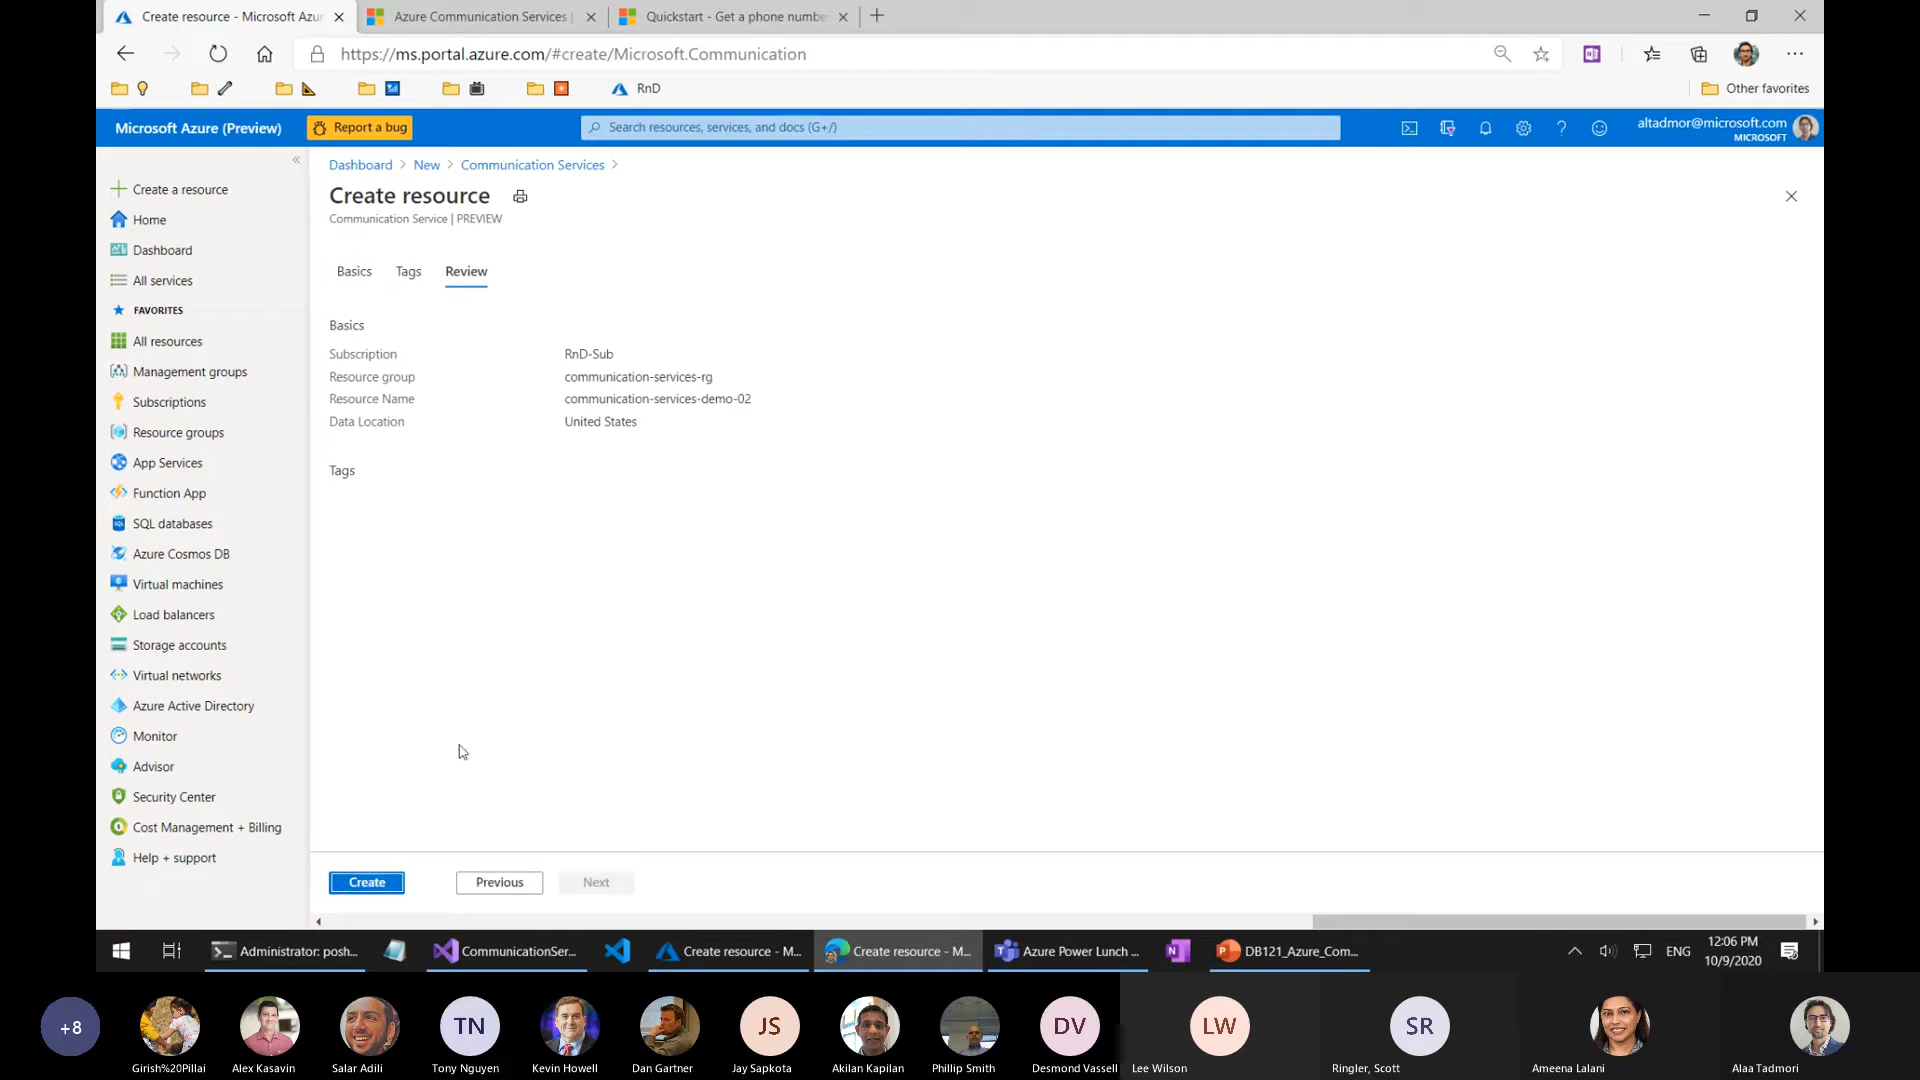 Create resource - Microsoft Azur
Azure Communication Services |
Quickstart - Get a phone numbe
https://ms.portal.azure.com/#create/Microsoft.Communication
RnD
Other favorites
Microsoft Azure (Preview)
Report a bug
Search resources, services, and docs (G+/)
altadmor@microsoft.com
MICROSOFT
Dashboard > New > Communication Services >
Create resource
Communication Service | PREVIEW
Basics
Tags
Review
Basics
Subscription RnD-Sub
Resource group communication-services-rg
Resource Name communication-services-demo-02
Data Location United States
Tags
Create
Previous
Next
Create a resource
Home
Dashboard
All services
FAVORITES
All resources
Management groups
Subscriptions
Resource groups
App Services
Function App
SQL databases
Azure Cosmos DB
Virtual machines
Load balancers
Storage accounts
Virtual networks
Azure Active Directory
Monitor
Advisor
Security Center
Cost Management + Billing
Help + support
Administrator: posh...
CommunicationSer...
Create resource - M...
Create resource - M...
Azure Power Lunch ...
DB121_Azure_Com...
ENG
12:06 PM
10/9/2020
+8
TN
JS
DV
LW
SR
Girish%20Pillai
Alex Kasavin
Salar Adili
Tony Nguyen
Kevin Howell
Dan Gartner
Jay Sapkota
Akilan Kapilan
Phillip Smith
Desmond Vassell
Lee Wilson
Ringler, Scott
Ameena Lalani
Alaa Tadmori